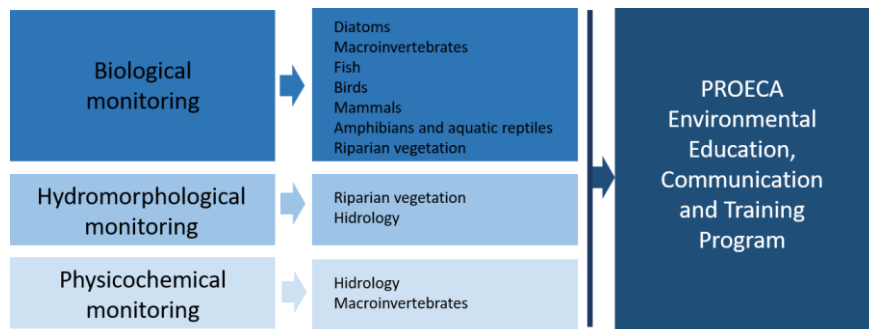 Biological
monitoring
Diatoms
Macroinvertebrates
Fish
Birds
Mammals
Amphibians and aquatic reptiles
Riparian vegetation
Hydromorphological
monitoring
Riparian vegetation
Hidrology
Physicochemical
monitoring
Hidrology
Macroinvertebrates
PROECA
Environmental
Education,
Communication
and Training
Program